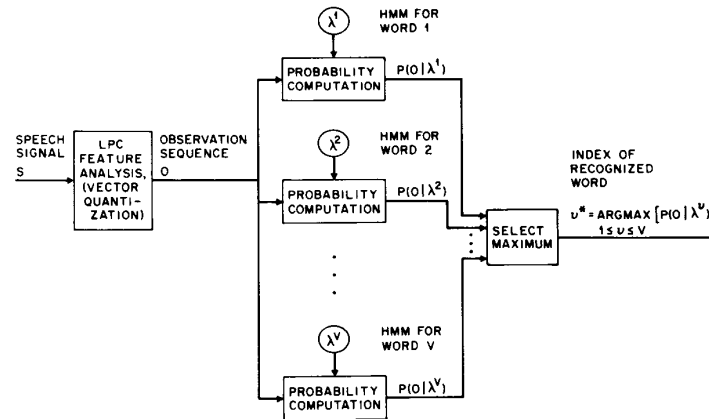 λ¹
HMM FOR
WORD 1
PROBABILITY
COMPUTATION
P(O|λ¹)
SPEECH
SIGNAL
S
LPC
FEATURE
ANALYSIS,
(VECTOR
QUANTI-
ZATION)
OBSERVATION
SEQUENCE
O
λ²
HMM FOR
WORD 2
PROBABILITY
COMPUTATION
P(O|λ²)
SELECT
MAXIMUM
INDEX OF
RECOGNIZED
WORD
υ* = ARGMAX [P(O|λᵛ)
1 ≤ υ ≤ V
λⱽ
HMM FOR
WORD V
PROBABILITY
COMPUTATION
P(O|λⱽ)